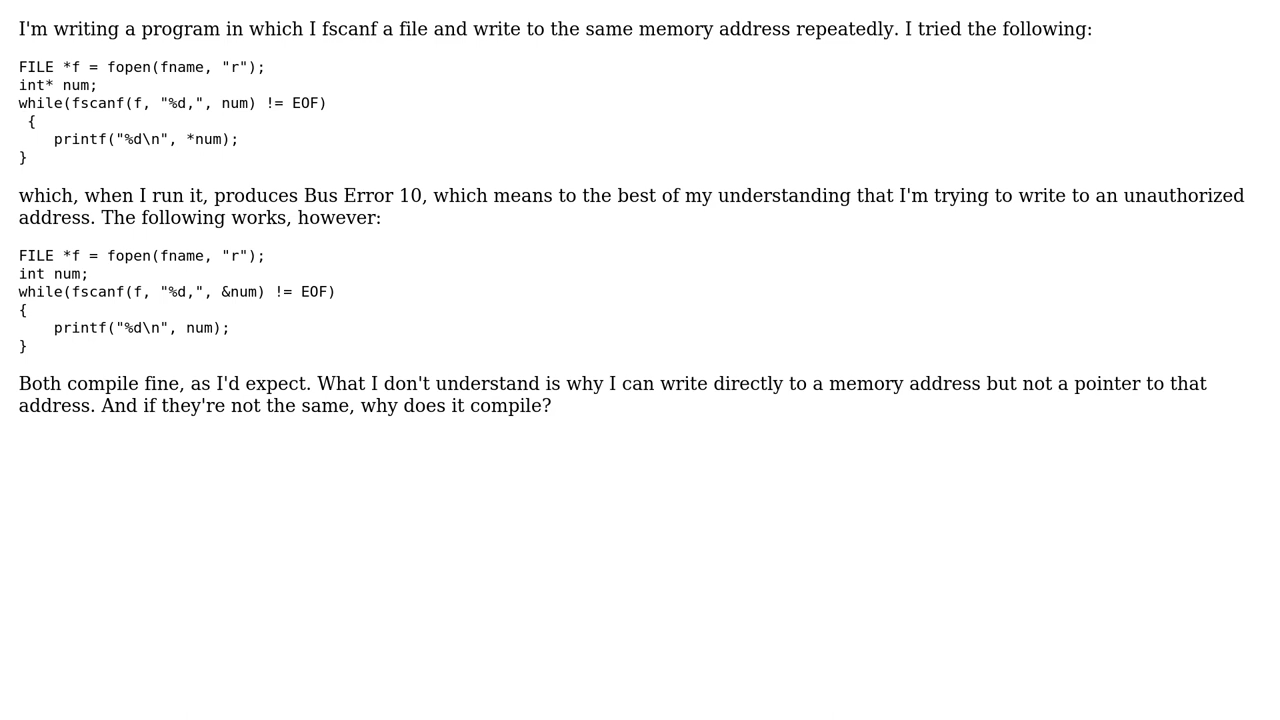 I'm writing a program in which I fscanf a file and write to the same memory address repeatedly. I tried the following:
FILE *f = fopen(fname, "r");
int* num;
while(fscanf(f, "%d,", num) != EOF)
 {
    printf("%d\n", *num);
}
which, when I run it, produces Bus Error 10, which means to the best of my understanding that I'm trying to write to an unauthorized
address. The following works, however:
FILE *f = fopen(fname, "r");
int num;
while(fscanf(f, "%d,", &num) != EOF)
{
    printf("%d\n", num);
}
Both compile fine, as I'd expect. What I don't understand is why I can write directly to a memory address but not a pointer to that
address. And if they're not the same, why does it compile?